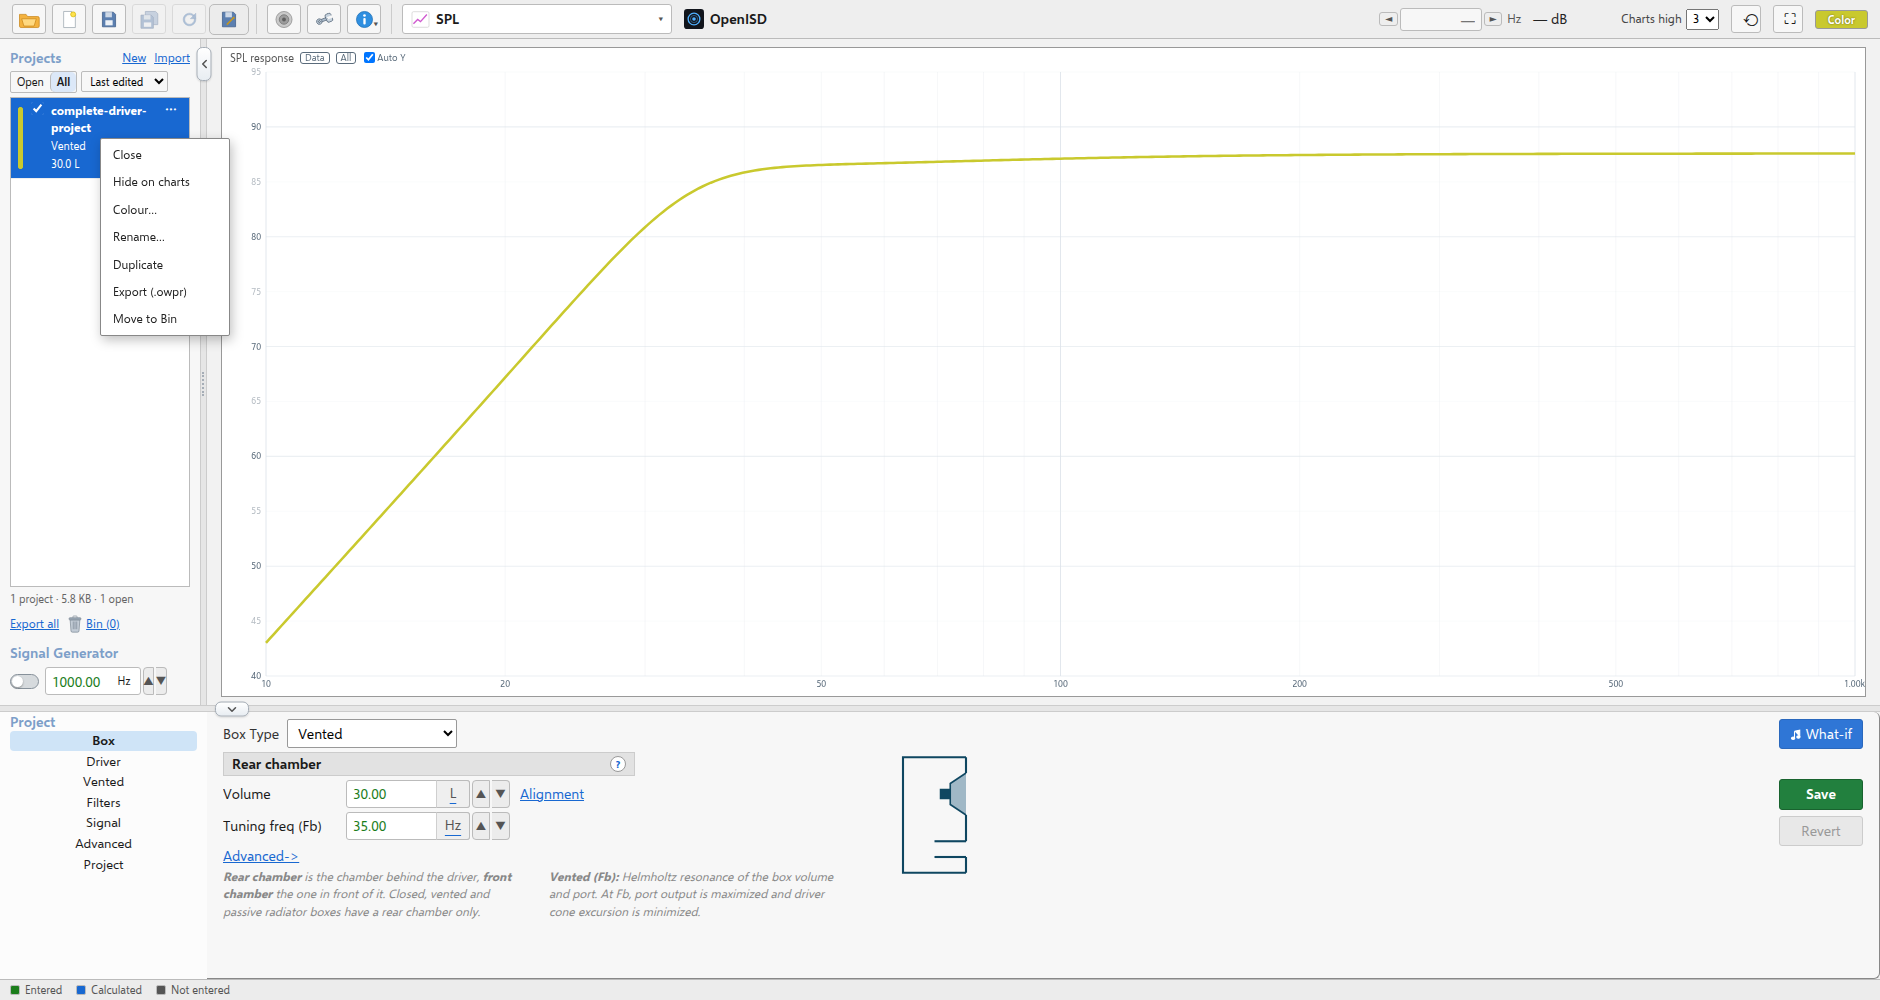 SPL
OpenISD
— Hz — dB
Charts high 3
Color
Projects New Import
Open All Last edited
complete-driver-
project
Vented
30.0 L
Close
Hide on charts
Colour...
Rename...
Duplicate
Export (.owpr)
Move to Bin
1 project · 5.8 KB · 1 open
Export all Bin (0)
Signal Generator
1000.00 Hz
SPL response Data All Auto Y
95
90
85
80
75
70
65
60
55
50
45
40
10 20 50 100 200 500 1.00k
Project
Box
Driver
Vented
Filters
Signal
Advanced
Project
Box Type Vented
Rear chamber ?
Volume 30.00 L Alignment
Tuning freq (Fb) 35.00 Hz
Advanced->
Rear chamber is the chamber behind the driver, front
chamber the one in front of it. Closed, vented and
passive radiator boxes have a rear chamber only.
Vented (Fb): Helmholtz resonance of the box volume
and port. At Fb, port output is maximized and driver
cone excursion is minimized.
What-if
Save
Revert
Entered Calculated Not entered